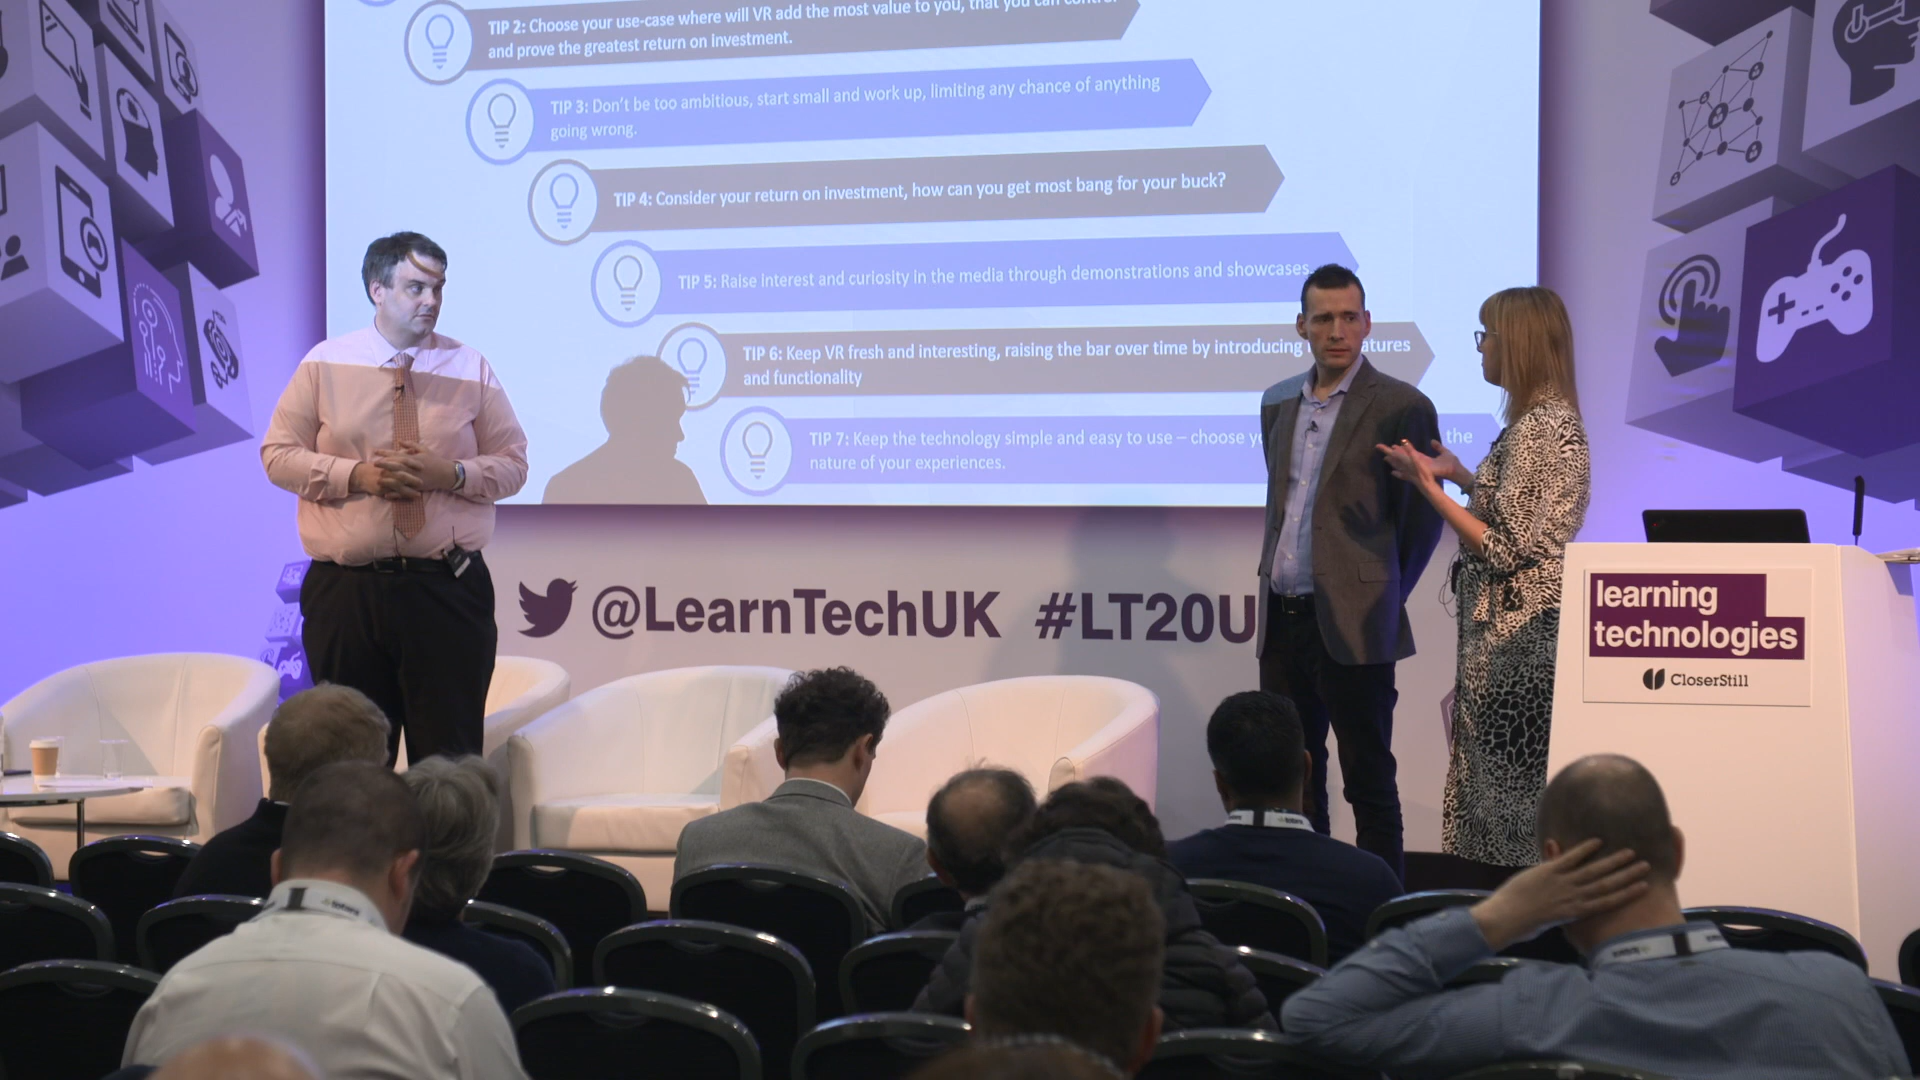 TIP 2: Choose your use-case where will VR add the most value to you, that you can control
and prove the greatest return on investment.
TIP 3: Don't be too ambitious, start small and work up, limiting any chance of anything
going wrong.
TIP 4: Consider your return on investment, how can you get most bang for your buck?
TIP 5: Raise interest and curiosity in the media through demonstrations and showcases.
TIP 6: Keep VR fresh and interesting, raising the bar over time by introducing atures
and functionality
TIP 7: Keep the technology simple and easy to use – choose the
nature of your experiences.
@LearnTechUK #LT20U
learning
technologies
CloserStill